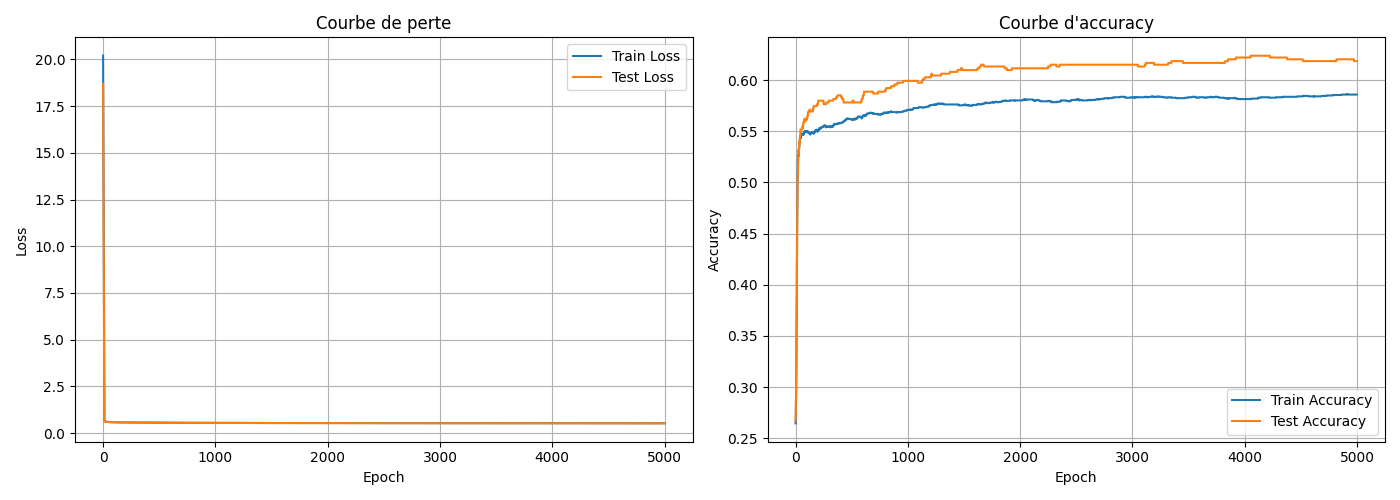 Courbe de perte
Train Loss
Test Loss
20.0
17.5
15.0
12.5
10.0
7.5
5.0
2.5
0.0
Loss
0 1000 2000 3000 4000 5000
Epoch
Courbe d'accuracy
0.60
0.55
0.50
0.45
0.40
0.35
0.30
0.25
Accuracy
Train Accuracy
Test Accuracy
0 1000 2000 3000 4000 5000
Epoch